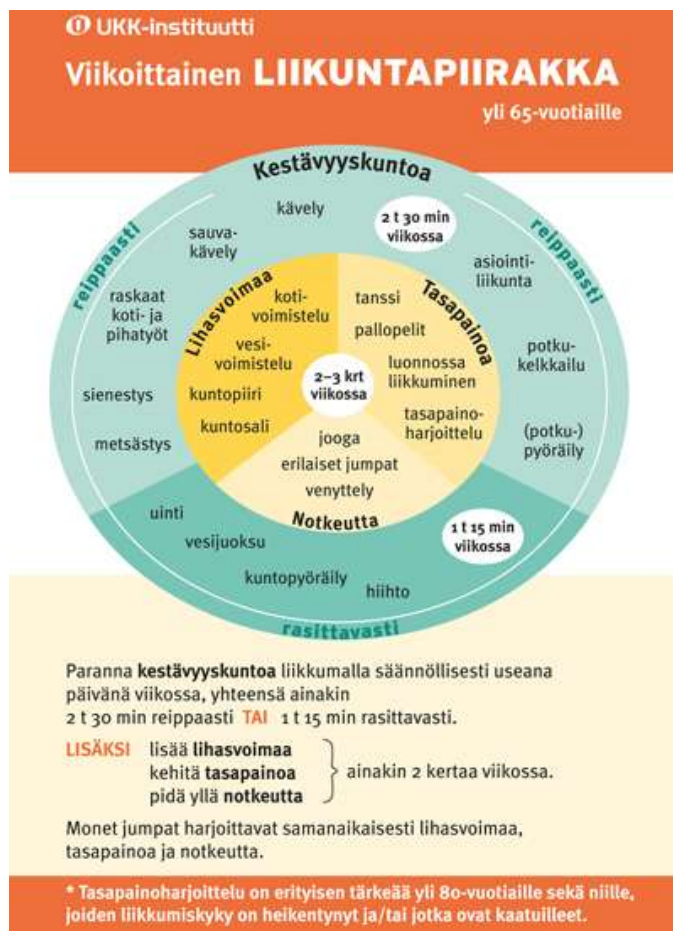 UKK-instituutti
Viikoittainen LIIKUNTAPIIRAKKA
yli 65-vuotiaille
Kestävyyskuntoa
kävely
2 t 30 min
viikossa
sauva-
kävely
reippaasti
reippaasti
asiointi-
liikunta
raskaat
koti- ja
pihatyöt
potku-
kelkkailu
sienestys
metsästys
(potku-)
pyöräily
Lihasvoimaa
koti-
voimistelu
vesi-
voimistelu
kuntopiiri
kuntosali
Tasapainoa
tanssi
pallopelit
luonnossa
liikkuminen
tasapaino-
harjoittelu
2–3 krt
viikossa
jooga
erilaiset jumpat
venyttely
Notkeutta
uinti
vesijuoksu
kuntopyöräily
hiihto
1 t 15 min
viikossa
rasittavasti
Paranna kestävyyskuntoa liikkumalla säännöllisesti useana
päivänä viikossa, yhteensä ainakin
2 t 30 min reippaasti TAI 1 t 15 min rasittavasti.
LISÄKSI lisää lihasvoimaa
kehitä tasapainoa
pidä yllä notkeutta
ainakin 2 kertaa viikossa.
Monet jumpat harjoittavat samanaikaisesti lihasvoimaa,
tasapainoa ja notkeutta.
* Tasapainoharjoittelu on erityisen tärkeää yli 80-vuotiaille sekä niille,
joiden liikkumiskyky on heikentynyt ja/tai jotka ovat kaatuilleet.